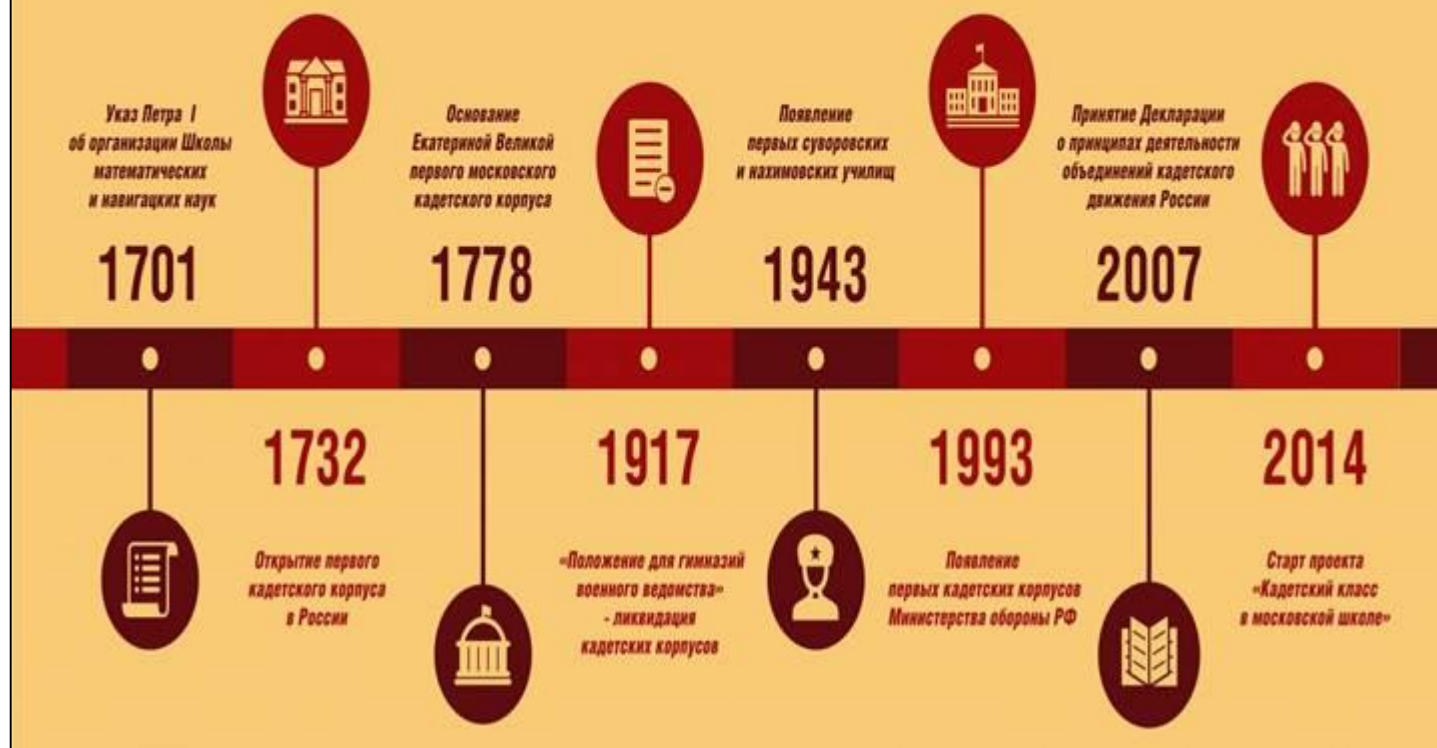 Указ Петра I
об организации Школы
математических
и навигацких наук
1701
1732
Открытие первого
кадетского корпуса
в России
Основание
Екатериной Великой
первого московского
кадетского корпуса
1778
1917
«Положение для гимназий
военного ведомства»
- ликвидация
кадетских корпусов
Появление
первых суворовских
и нахимовских училищ
1943
1993
Появление
первых кадетских корпусов
Министерства обороны РФ
Принятие Декларации
о принципах деятельности
объединений кадетского
движения России
2007
2014
Старт проекта
«Кадетский класс
в московской школе»